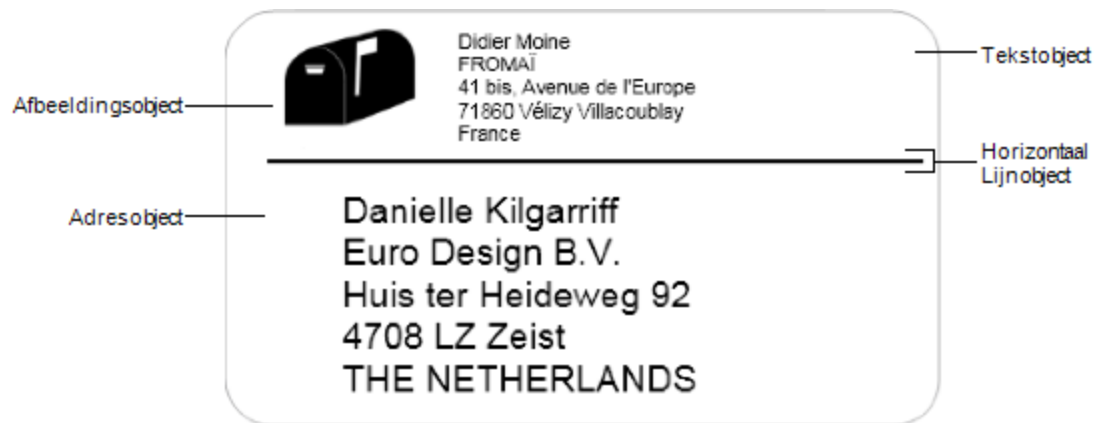 Didier Moine
FROMAÏ
41 bis, Avenue de l'Europe
71860 Vélizy Villacoublay
France
Tekstobject
Afbeeldingsobject
Horizontaal
Lijnobject
Adresobject
Danielle Kilgarriff
Euro Design B.V.
Huis ter Heideweg 92
4708 LZ Zeist
THE NETHERLANDS